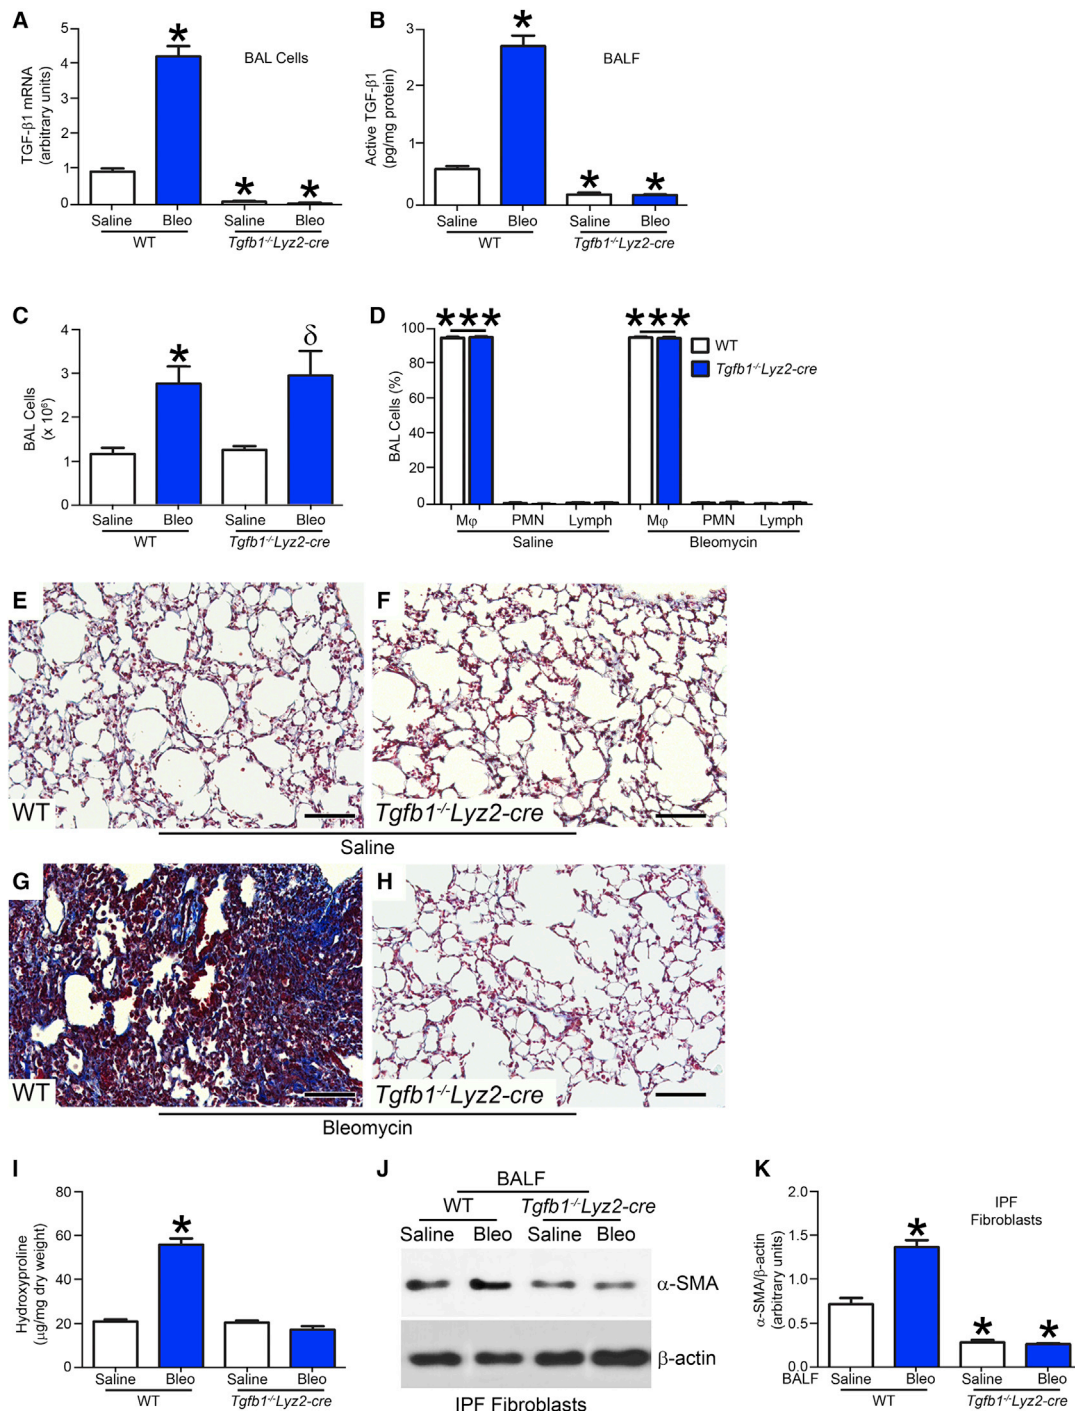 A
TGF-β1 mRNA
(arbitrary units)
5
4
3
2
1
0
*
*
*
BAL Cells
Saline Bleo Saline Bleo
WT Tgfb1-/-Lyz2-cre
B
Active TGF-β1
(pg/mg protein)
3
2
1
0
*
*
*
BALF
Saline Bleo Saline Bleo
WT Tgfb1-/-Lyz2-cre
C
BAL Cells
(x 10⁶)
4
3
2
1
0
*
δ
Saline Bleo Saline Bleo
WT Tgfb1-/-Lyz2-cre
D
BAL Cells (%)
100
80
60
40
20
0
*** ***
WT
Tgfb1-/-Lyz2-cre
Mφ PMN Lymph Mφ PMN Lymph
Saline Bleomycin
E
WT
F
Tgfb1-/-Lyz2-cre
Saline
G
WT
H
Tgfb1-/-Lyz2-cre
Bleomycin
I
Hydroxyproline
(μg/mg dry weight)
80
60
40
20
0
*
Saline Bleo Saline Bleo
WT Tgfb1-/-Lyz2-cre
J
BALF
WT Tgfb1-/-Lyz2-cre
Saline Bleo Saline Bleo
α-SMA
β-actin
IPF Fibroblasts
K
α-SMA/β-actin
(arbitrary units)
2.0
1.5
1.0
0.5
0.0
*
*
*
IPF
Fibroblasts
BALF Saline Bleo Saline Bleo
WT Tgfb1-/-Lyz2-cre